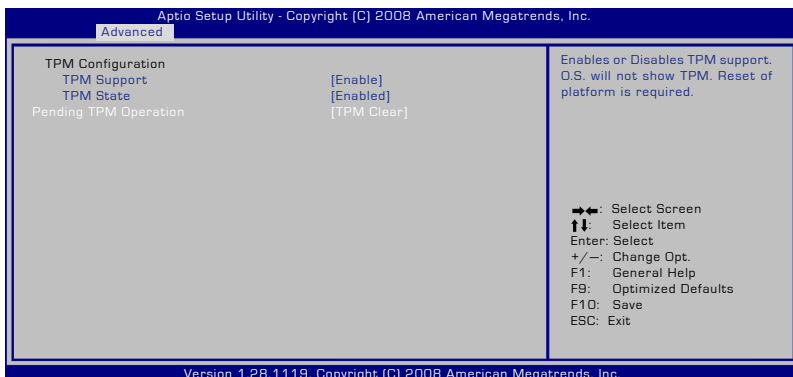 Aptio Setup Utility - Copyright (C) 2008 American Megatrends, Inc.
Advanced
TPM Configuration
TPM Support [Enable]
TPM State [Enabled]
Pending TPM Operation [TPM Clear]
Enables or Disables TPM support.
O.S. will not show TPM. Reset of
platform is required.
→←: Select Screen
↑↓: Select Item
Enter: Select
+/—: Change Opt.
F1: General Help
F9: Optimized Defaults
F10: Save
ESC: Exit
Version 1.28.1119. Copyright (C) 2008 American Megatrends, Inc.